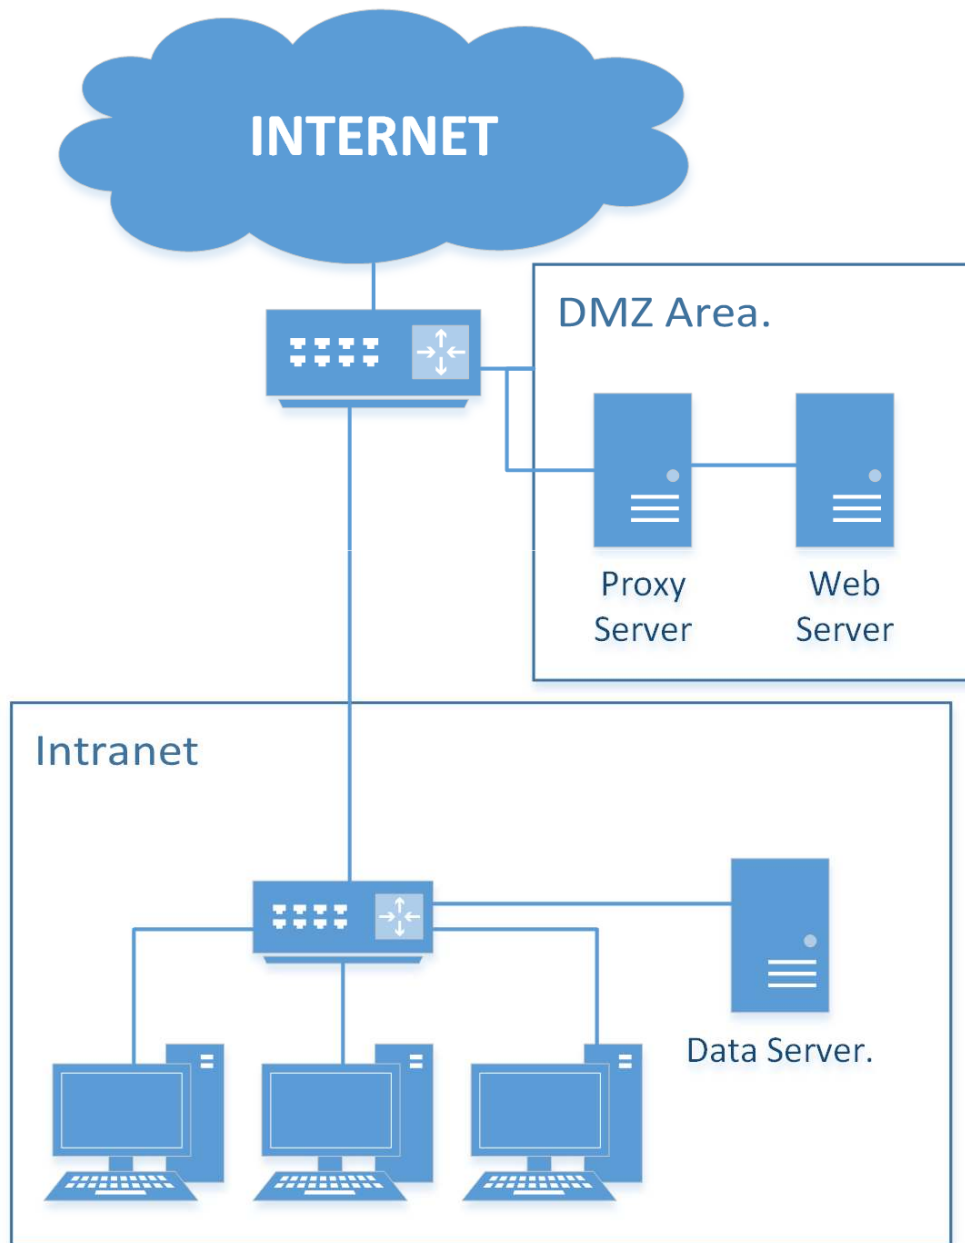 INTERNET
DMZ Area.
Proxy
Server
Web
Server
Intranet
Data Server.